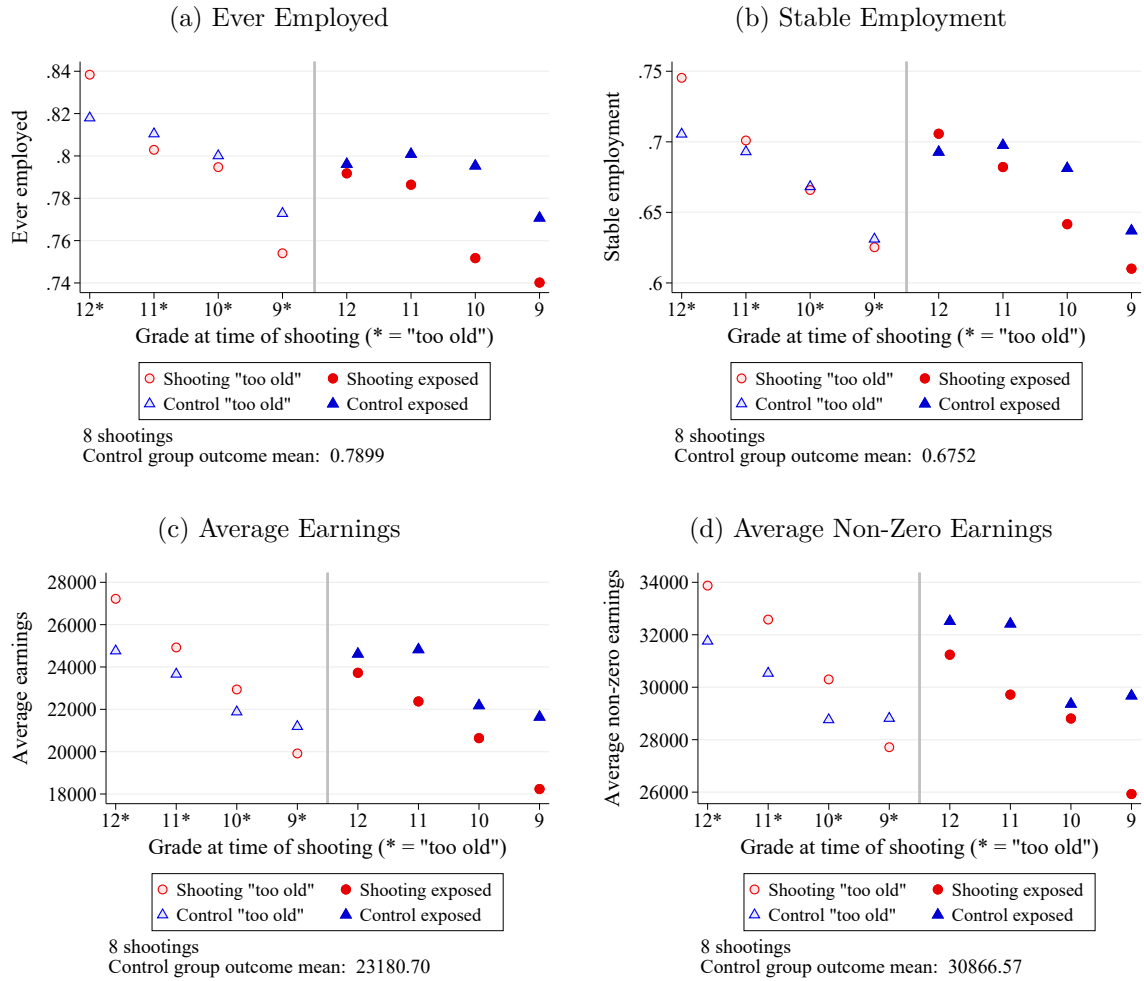 (a) Ever Employed
Ever employed
.84
.82
.8
.78
.76
.74
12* 11* 10* 9* 12 11 10 9
Grade at time of shooting (* = "too old")
Shooting "too old" Shooting exposed
Control "too old" Control exposed
8 shootings
Control group outcome mean: 0.7899
(b) Stable Employment
Stable employment
.75
.7
.65
.6
12* 11* 10* 9* 12 11 10 9
Grade at time of shooting (* = "too old")
Shooting "too old" Shooting exposed
Control "too old" Control exposed
8 shootings
Control group outcome mean: 0.6752
(c) Average Earnings
Average earnings
28000
26000
24000
22000
20000
18000
12* 11* 10* 9* 12 11 10 9
Grade at time of shooting (* = "too old")
Shooting "too old" Shooting exposed
Control "too old" Control exposed
8 shootings
Control group outcome mean: 23180.70
(d) Average Non-Zero Earnings
Average non-zero earnings
34000
32000
30000
28000
26000
12* 11* 10* 9* 12 11 10 9
Grade at time of shooting (* = "too old")
Shooting "too old" Shooting exposed
Control "too old" Control exposed
8 shootings
Control group outcome mean: 30866.57